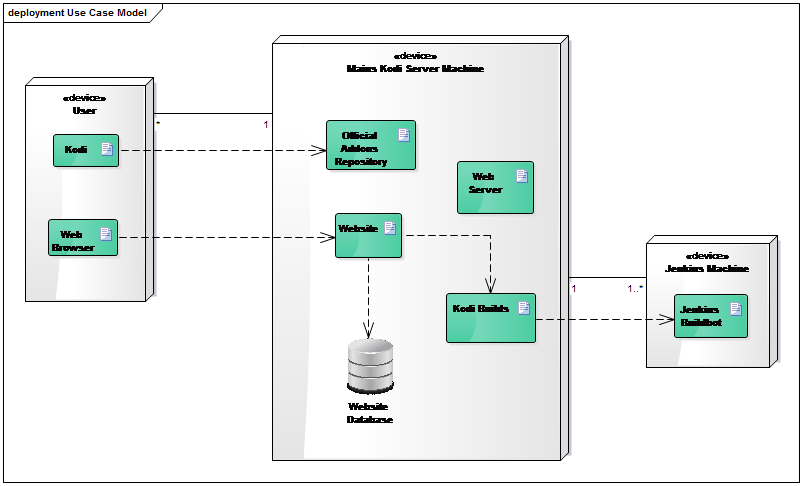 deployment Use Case Model
«device»
User
Kodi
Web
Browser
*
1
«device»
Mains Kodi Server Machine
Official
Addons
Repository
Web
Server
Website
Kodi Builds
Website
Database
1
1..*
«device»
Jenkins Machine
Jenkins
Buildbot